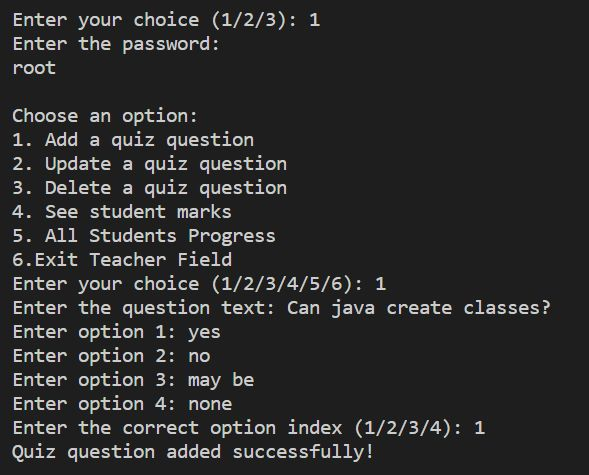 Enter your choice (1/2/3): 1
Enter the password:
root
Choose an option:
1. Add a quiz question
2. Update a quiz question
3. Delete a quiz question
4. See student marks
5. All Students Progress
6.Exit Teacher Field
Enter your choice (1/2/3/4/5/6): 1
Enter the question text: Can java create classes?
Enter option 1: yes
Enter option 2: no
Enter option 3: may be
Enter option 4: none
Enter the correct option index (1/2/3/4): 1
Quiz question added successfully!